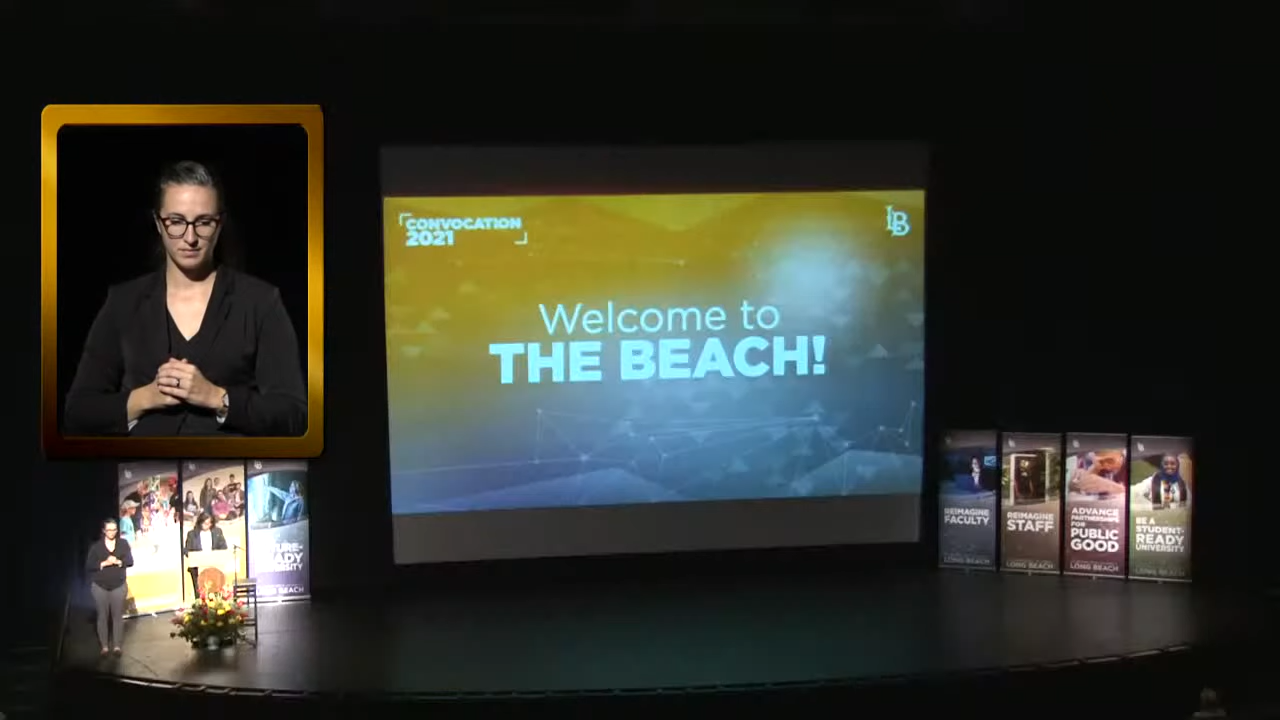 CONVOCATION
2021
LB
Welcome to
THE BEACH!
REIMAGINE
FACULTY
LONG BEACH
REIMAGINE
STAFF
LONG BEACH
ADVANCE
PARTNERSHIPS
FOR
PUBLIC
GOOD
LONG BEACH
BE A
STUDENT-
READY
UNIVERSITY
LONG BEACH